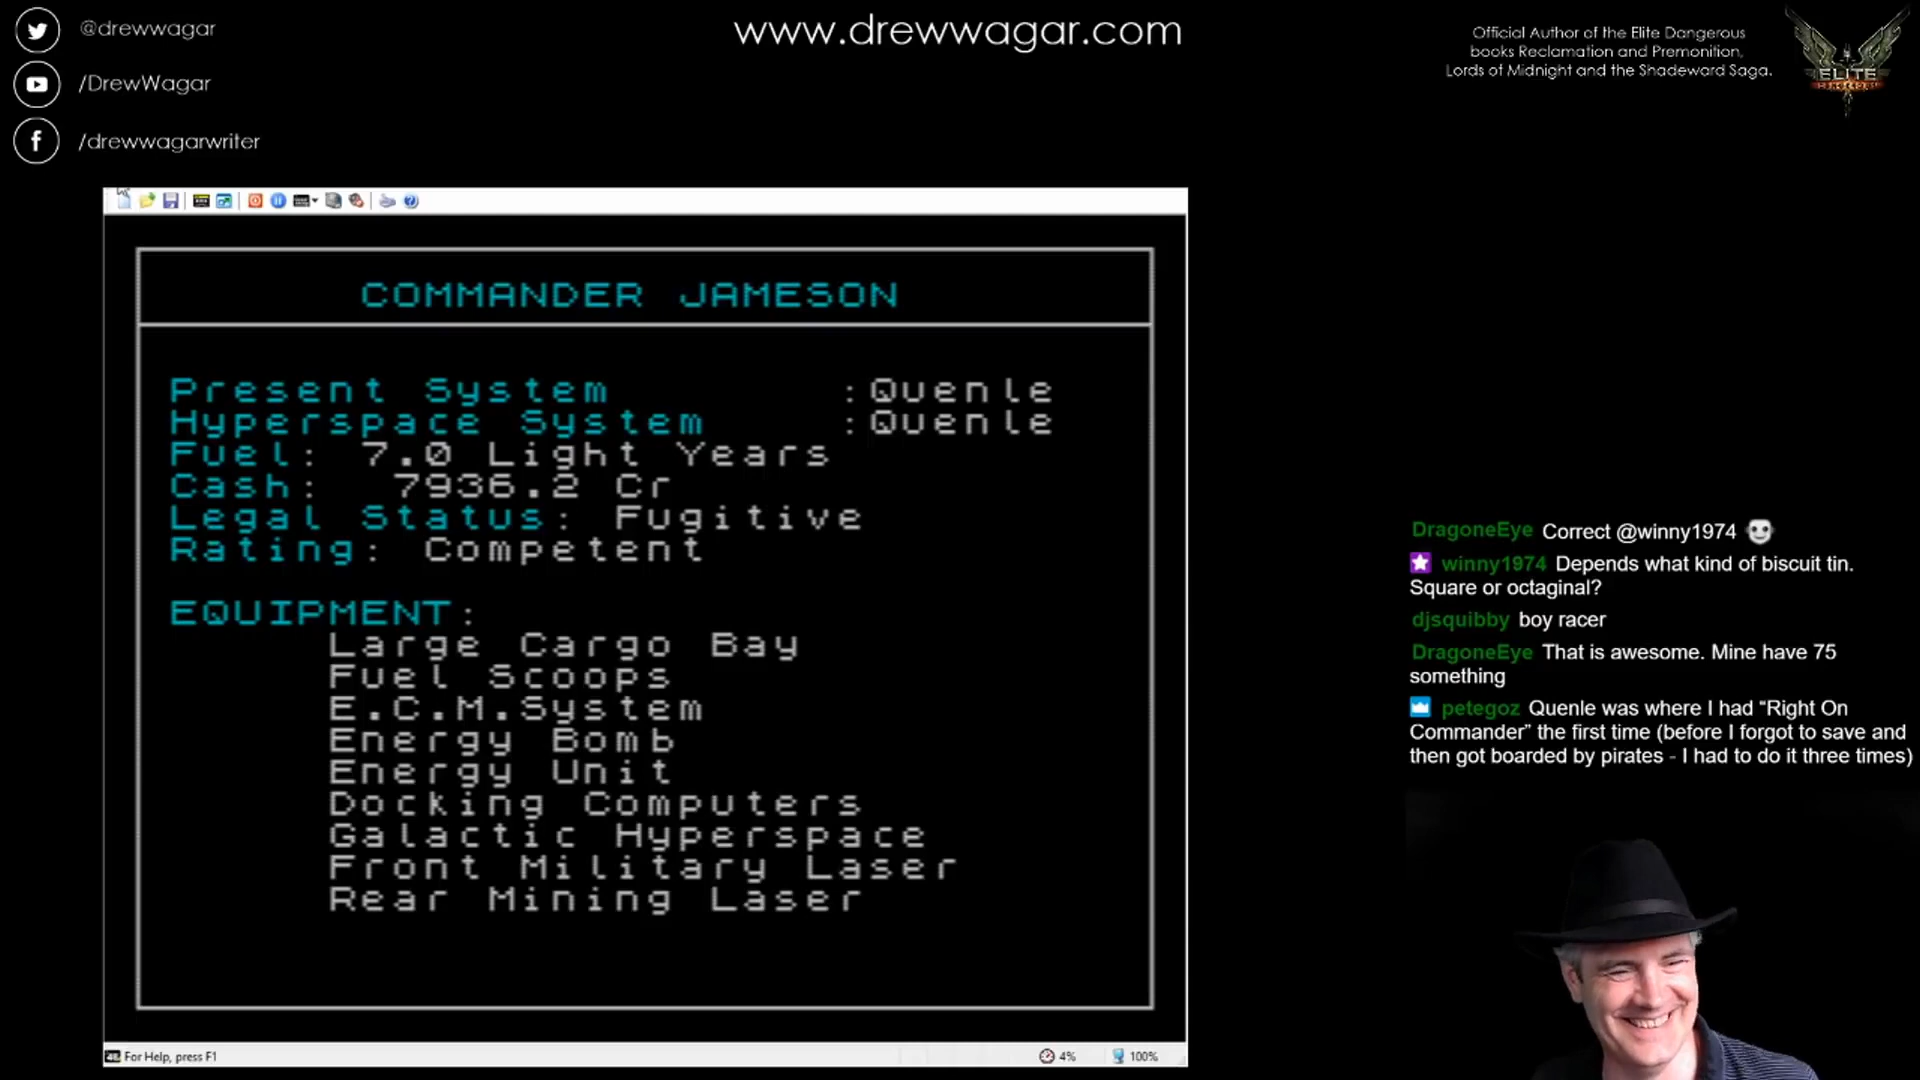 @drewwagar
/DrewWagar
/drewwagarwriter
www.drewwagar.com
Official Author of the Elite Dangerous
books Reclamation and Premonition,
Lords of Midnight and the Shadeward Saga.
ELITE
DANGEROUS
COMMANDER JAMESON
Present System :Quenle
Hyperspace System :Quenle
Fuel: 7.0 Light Years
Cash: 7936.2 Cr
Legal Status: Fugitive
Rating: Competent
EQUIPMENT:
Large Cargo Bay
Fuel Scoops
E.C.M.System
Energy Bomb
Energy Unit
Docking Computers
Galactic Hyperspace
Front Military Laser
Rear Mining Laser
For Help, press F1
4%
100%
DragoneEye Correct @winny1974
winny1974 Depends what kind of biscuit tin.
Square or octaginal?
djsquibby boy racer
DragoneEye That is awesome. Mine have 75
something
petegoz Quenle was where I had "Right On
Commander" the first time (before I forgot to save and
then got boarded by pirates - I had to do it three times)